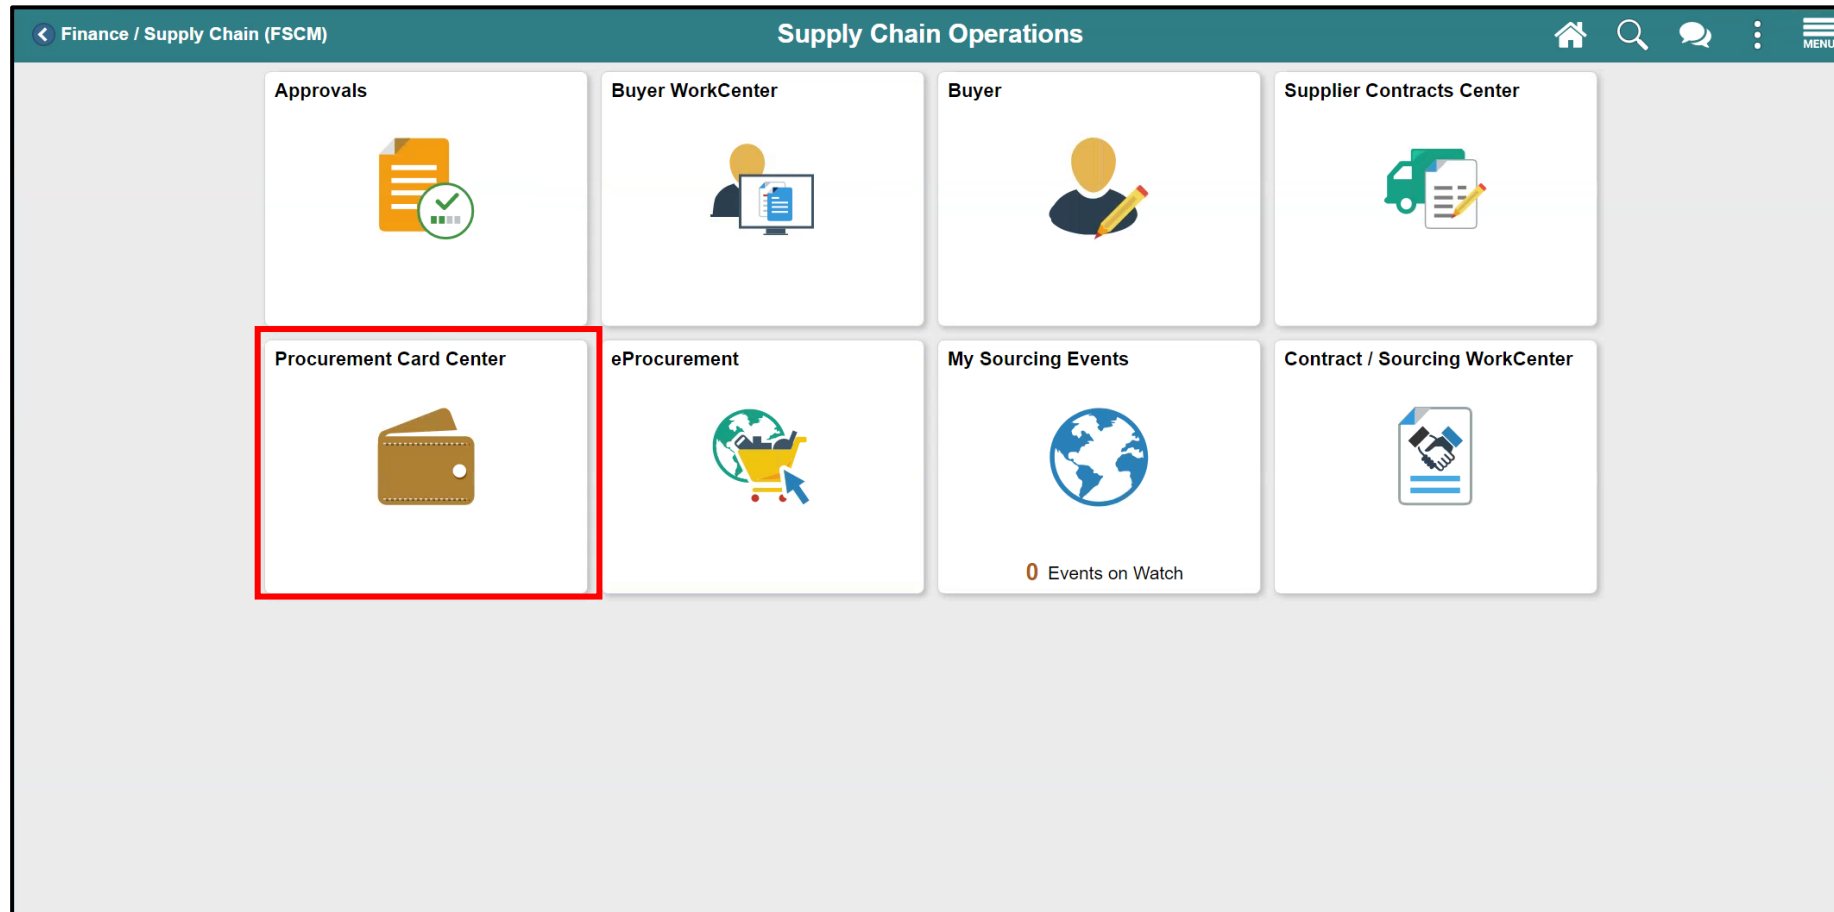 Finance / Supply Chain (FSCM)
Supply Chain Operations
MENU
Approvals
Buyer WorkCenter
Buyer
Supplier Contracts Center
Procurement Card Center
eProcurement
My Sourcing Events
0 Events on Watch
Contract / Sourcing WorkCenter